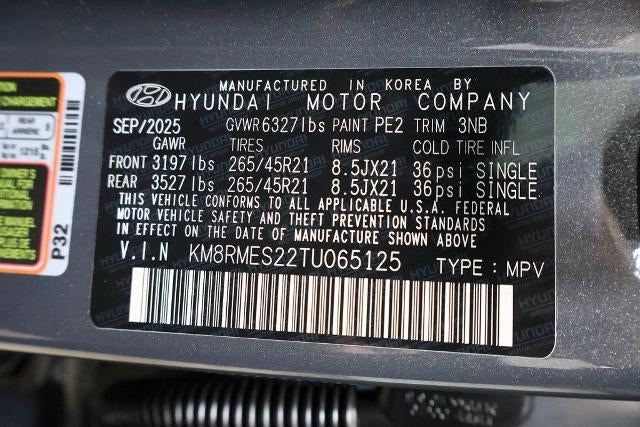 MANUFACTURED IN KOREA BY
HYUNDAI MOTOR COMPANY
SEP/2025 GVWR 6327lbs PAINT PE2 TRIM 3NB
GAWR TIRES RIMS COLD TIRE INFL
FRONT 3197lbs 265/45R21 8.5JX21 36psi SINGLE
REAR 3527lbs 265/45R21 8.5JX21 36psi SINGLE
THIS VEHICLE CONFORMS TO ALL APPLICABLE U.S.A. FEDERAL
MOTOR VEHICLE SAFETY AND THEFT PREVENTION STANDARDS
IN EFFECT ON THE DATE OF MANUFACTURE SHOWN ABOVE.
V.I.N KM8RMES22TU065125 TYPE : MPV
P32